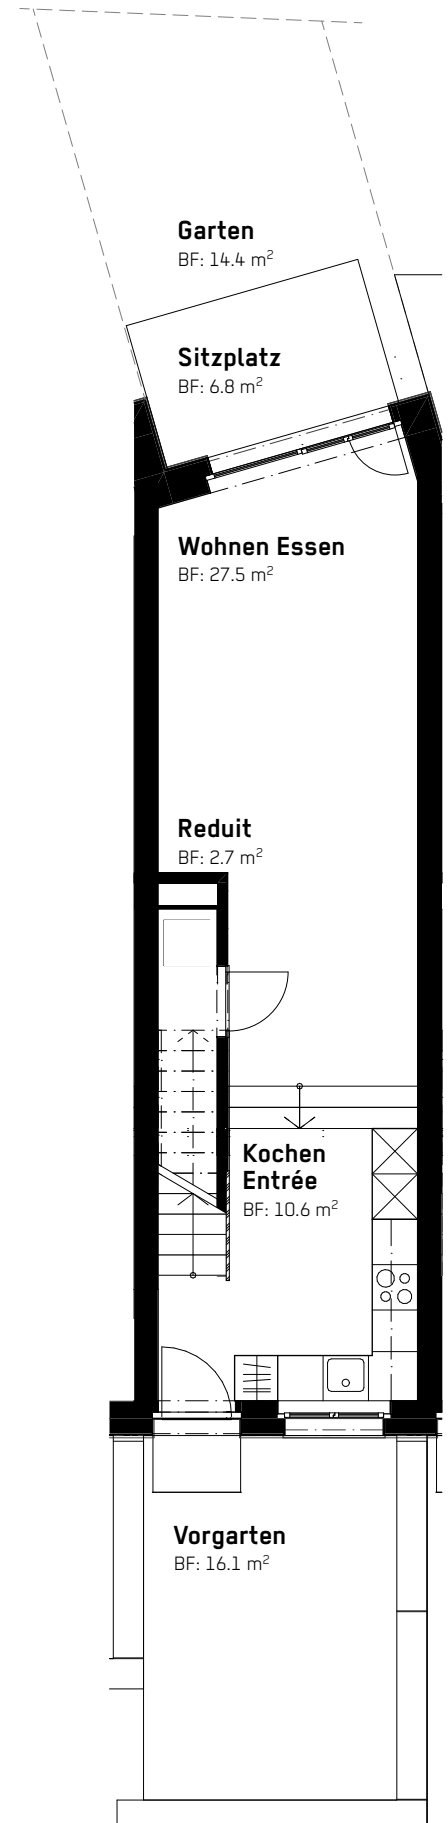 Garten
BF: 14.4 m²
Sitzplatz
BF: 6.8 m²
Wohnen Essen
BF: 27.5 m²
Reduit
BF: 2.7 m²
Kochen
Entrée
BF: 10.6 m²
Vorgarten
BF: 16.1 m²